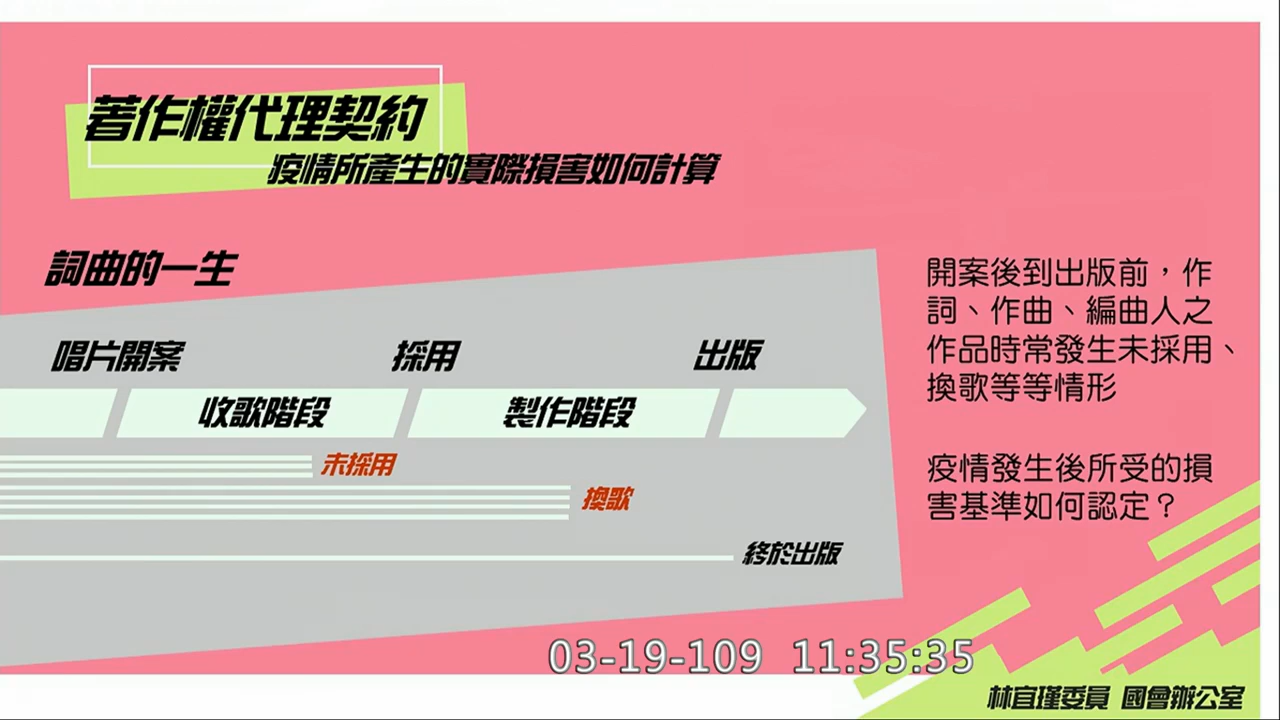 著作權代理契約
疫情所產生的實際損害如何計算
詞曲的一生
唱片開案
採用
出版
收歌階段
製作階段
未採用
換歌
終於出版
開案後到出版前，作
詞、作曲、編曲人之
作品時常發生未採用、
換歌等等情形
疫情發生後所受的損
害基準如何認定？
03-19-109 11:35:35
林宜瑾委員 國會辦公室